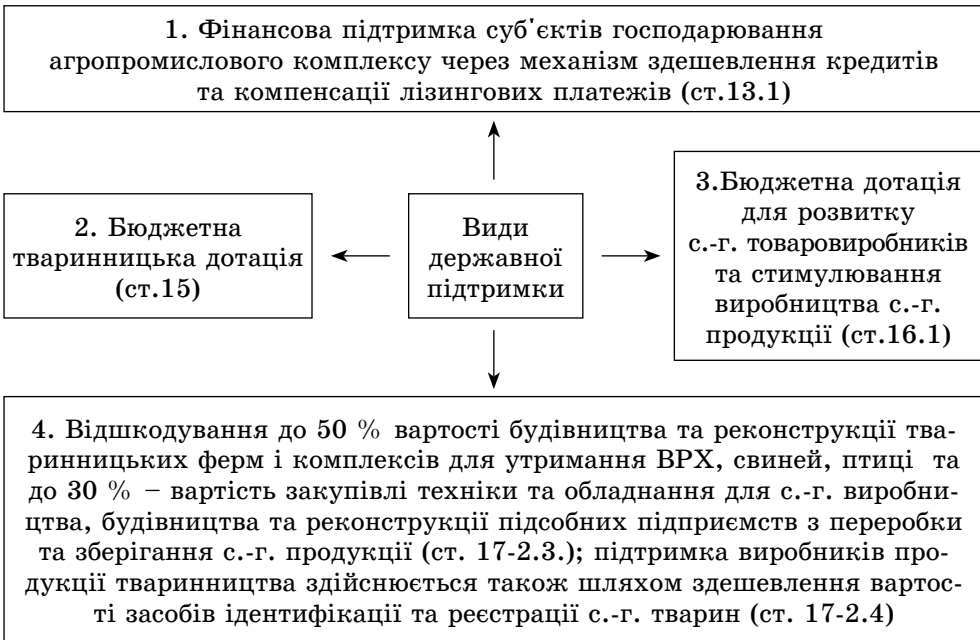 1. Фінансова підтримка суб'єктів господарювання
агропромислового комплексу через механізм здешевлення кредитів
та компенсації лізингових платежів (ст.13.1)
2. Бюджетна
тваринницька дотація
(ст.15)
Види
державної
підтримки
3.Бюджетна дотація
для розвитку
с.-г. товаровиробників
та стимулювання
виробництва с.-г.
продукції (ст.16.1)
4. Відшкодування до 50 % вартості будівництва та реконструкції тва-
ринницьких ферм і комплексів для утримання ВРХ, свиней, птиці та
до 30 % – вартість закупівлі техніки та обладнання для с.-г. виробни-
цтва, будівництва та реконструкції підсобних підприємств з переробки
та зберігання с.-г. продукції (ст. 17-2.3.); підтримка виробників про-
дукції тваринництва здійснюється також шляхом здешевлення вартос-
ті засобів ідентифікації та реєстрації с.-г. тварин (ст. 17-2.4)